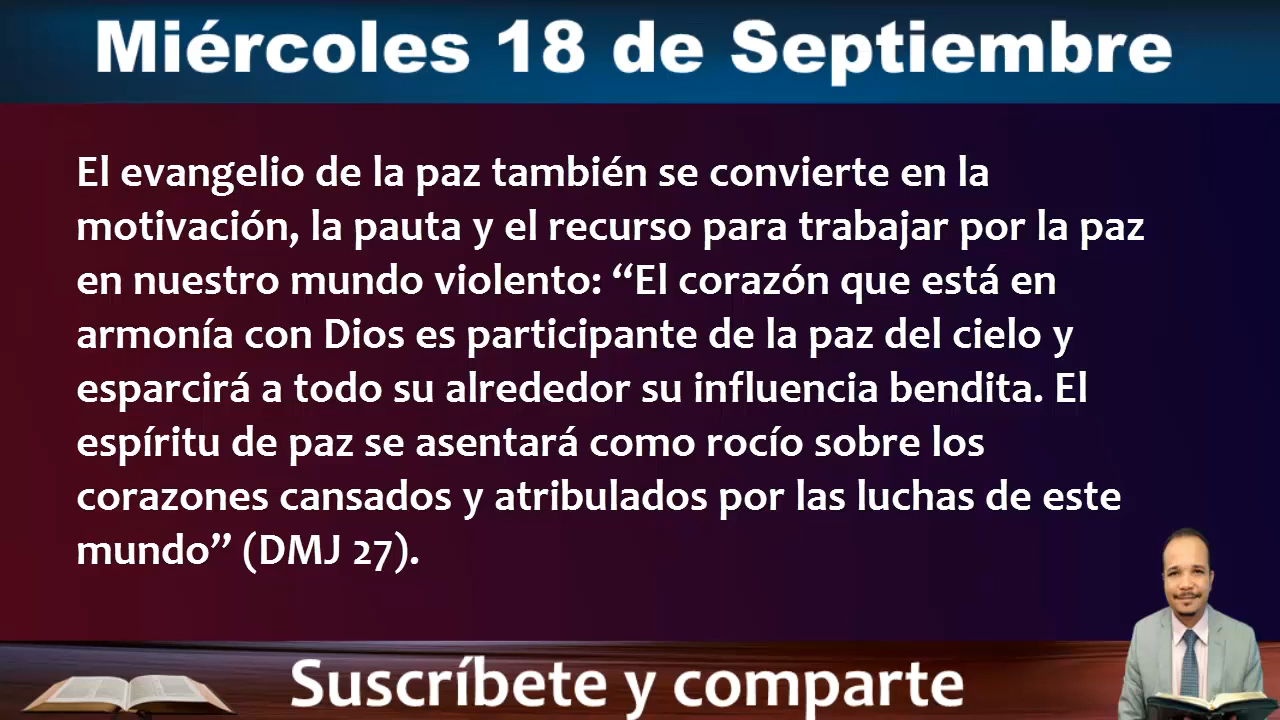 Miércoles 18 de Septiembre
El evangelio de la paz también se convierte en la
motivación, la pauta y el recurso para trabajar por la paz
en nuestro mundo violento: “El corazón que está en
armonía con Dios es participante de la paz del cielo y
esparcirá a todo su alrededor su influencia bendita. El
espíritu de paz se asentará como rocío sobre los
corazones cansados y atribulados por las luchas de este
mundo” (DMJ 27).
Suscríbete y comparte